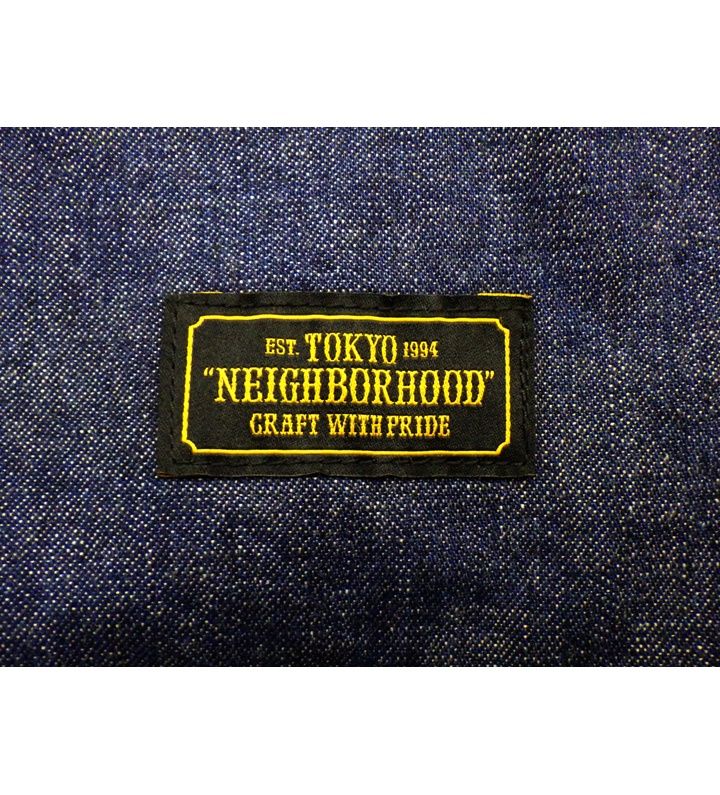 EST. TOKYO 1994
"NEIGHBORHOOD"
CRAFT WITH PRIDE